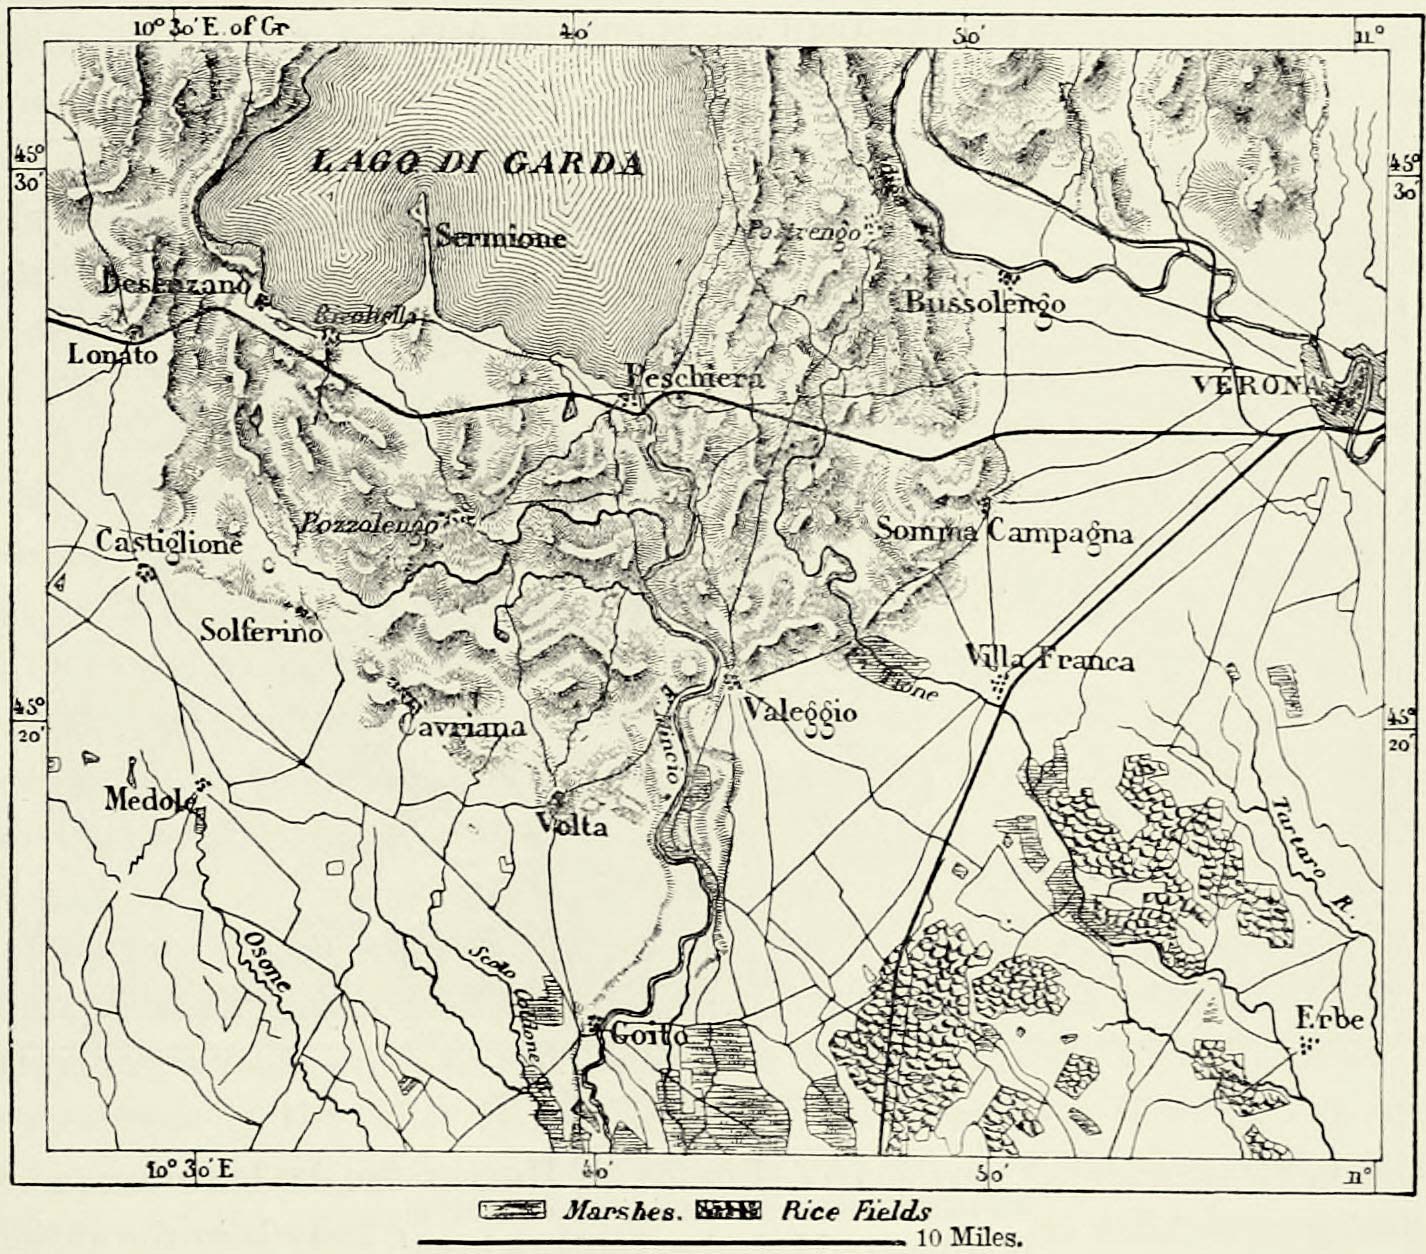 10° 30' E. of Gr
40'
50'
11°
45°
30'
45°
30'
LAGO DI GARDA
Sermione
Pastrengo
Adige
Desenzano
Bussolengo
Rivoltella
Lonato
Peschiera
VERONA
Pozzolengo
Castiglione
Somma Campagna
Solferino
Villa Franca
Tione
45°
20'
45°
20'
Cavriana
Valeggio
R. Mincio
Medole
Volta
Tartaro R.
Osone
Goito
Erbe
10° 30' E
40'
50'
11°
Marshes. Rice Fields
10 Miles.